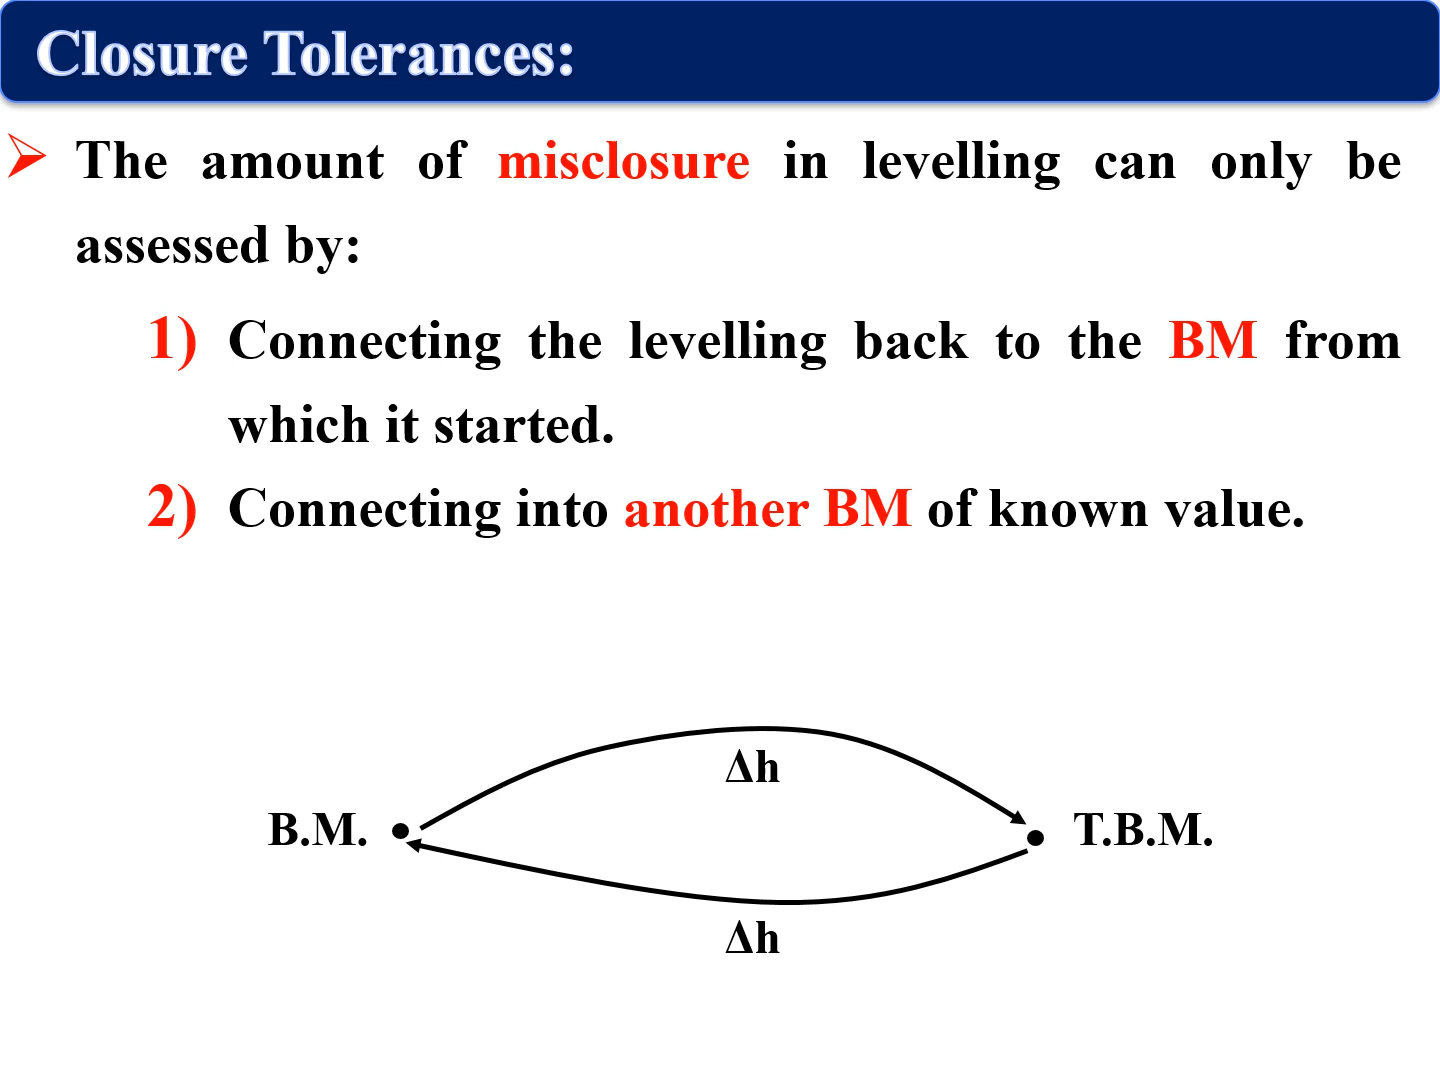 Closure Tolerances:
The amount of misclosure in levelling can only be
assessed by:
1) Connecting the levelling back to the BM from
which it started.
2) Connecting into another BM of known value.
Δh
B.M.
T.B.M.
Δh